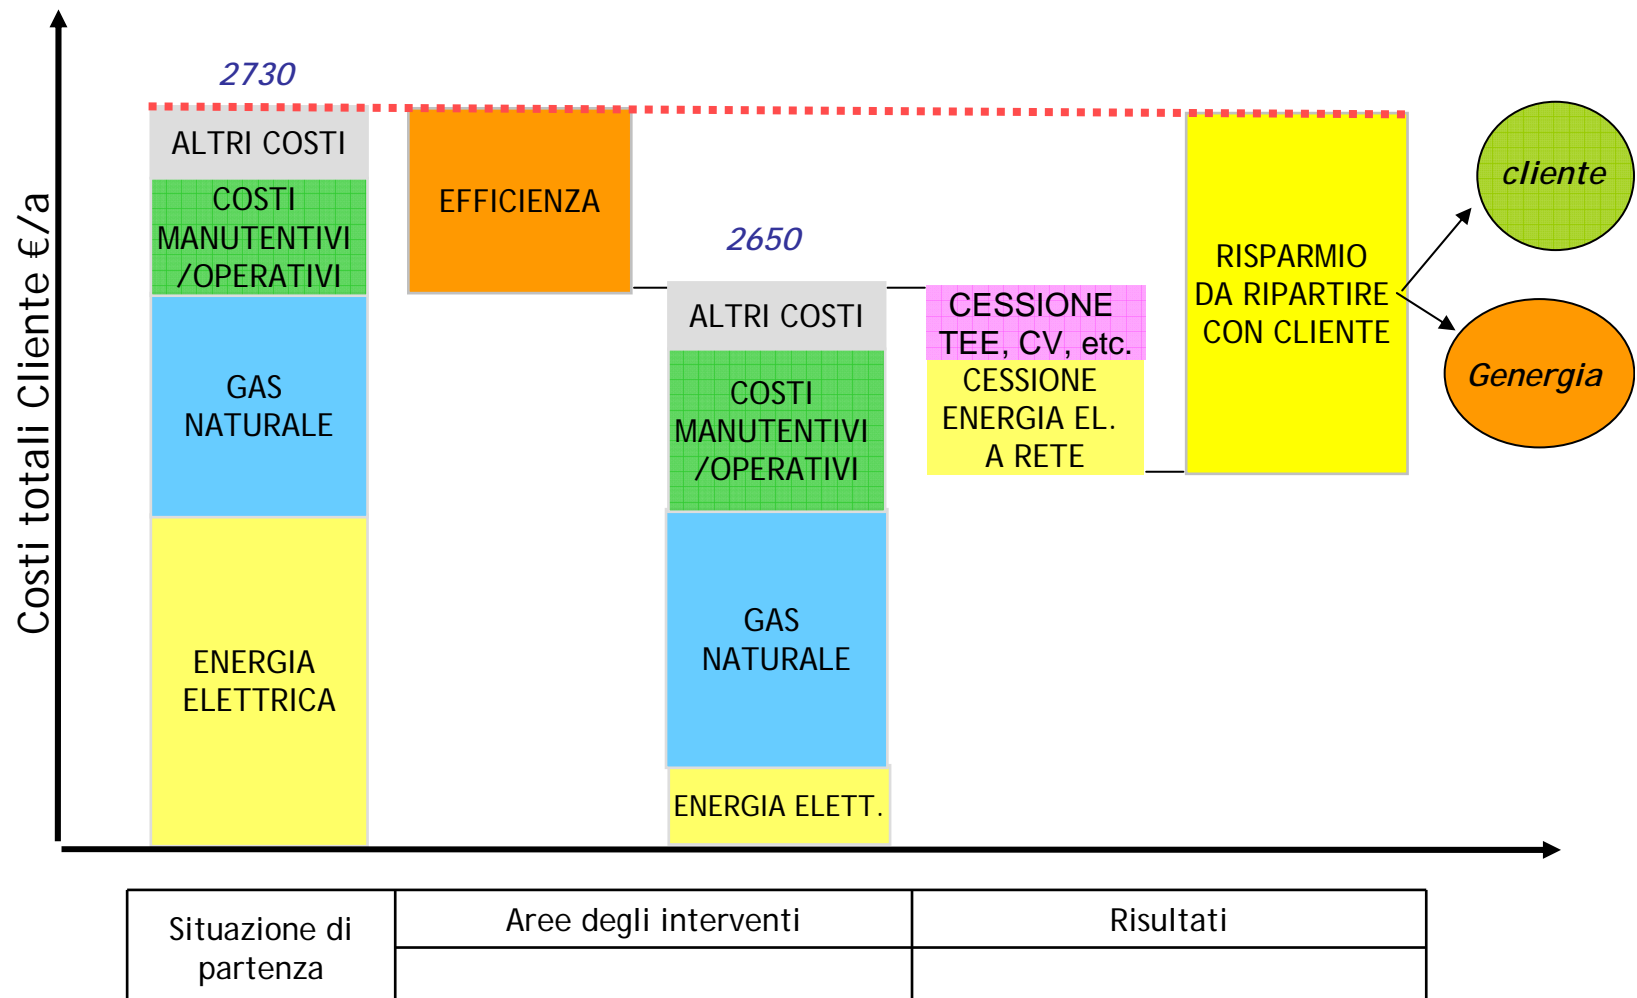 Costi totali Cliente €/a
2730
ALTRI COSTI
COSTI
MANUTENTIVI
/OPERATIVI
GAS
NATURALE
ENERGIA
ELETTRICA
EFFICIENZA
2650
ALTRI COSTI
COSTI
MANUTENTIVI
/OPERATIVI
GAS
NATURALE
ENERGIA ELETT.
CESSIONE
TEE, CV, etc.
CESSIONE
ENERGIA EL.
A RETE
RISPARMIO
DA RIPARTIRE
CON CLIENTE
cliente
Genergia
Situazione di
partenza
Aree degli interventi
Risultati